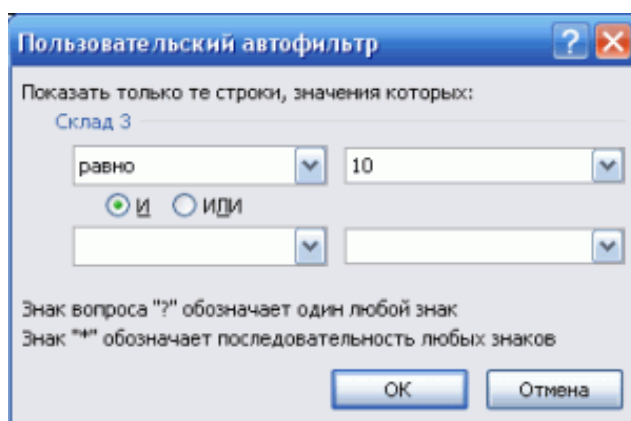 Пользовательский автофильтр
Показать только те строки, значения которых:
Склад 3
равно 10
И ИЛИ
Знак вопроса "?" обозначает один любой знак
Знак "*" обозначает последовательность любых знаков
ОК Отмена